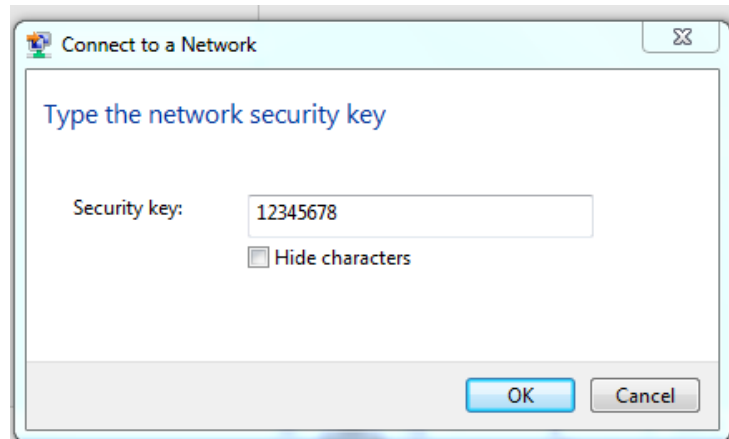 Connect to a Network
Type the network security key
Security key: 12345678
Hide characters
OK Cancel